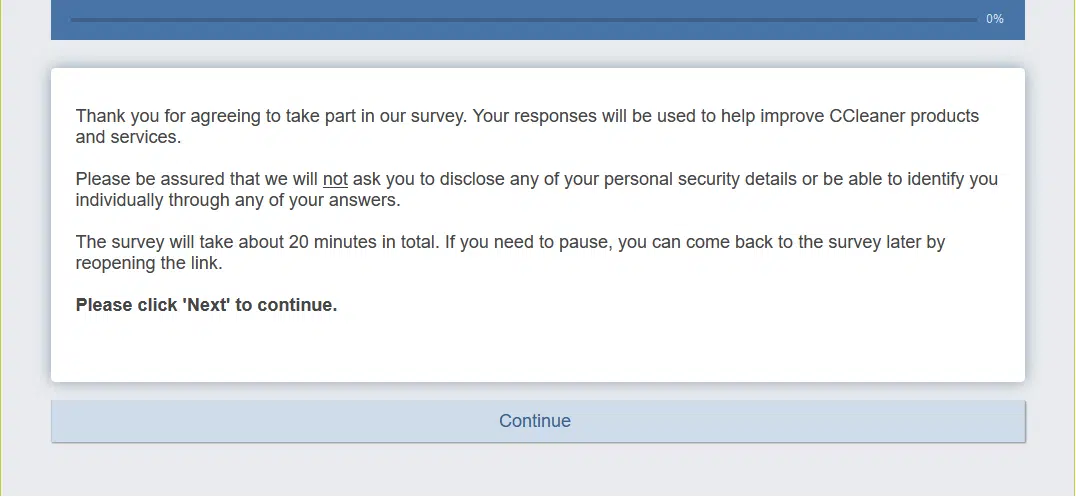 0%
Thank you for agreeing to take part in our survey. Your responses will be used to help improve CCleaner products
and services.
Please be assured that we will not ask you to disclose any of your personal security details or be able to identify you
individually through any of your answers.
The survey will take about 20 minutes in total. If you need to pause, you can come back to the survey later by
reopening the link.
Please click 'Next' to continue.
Continue